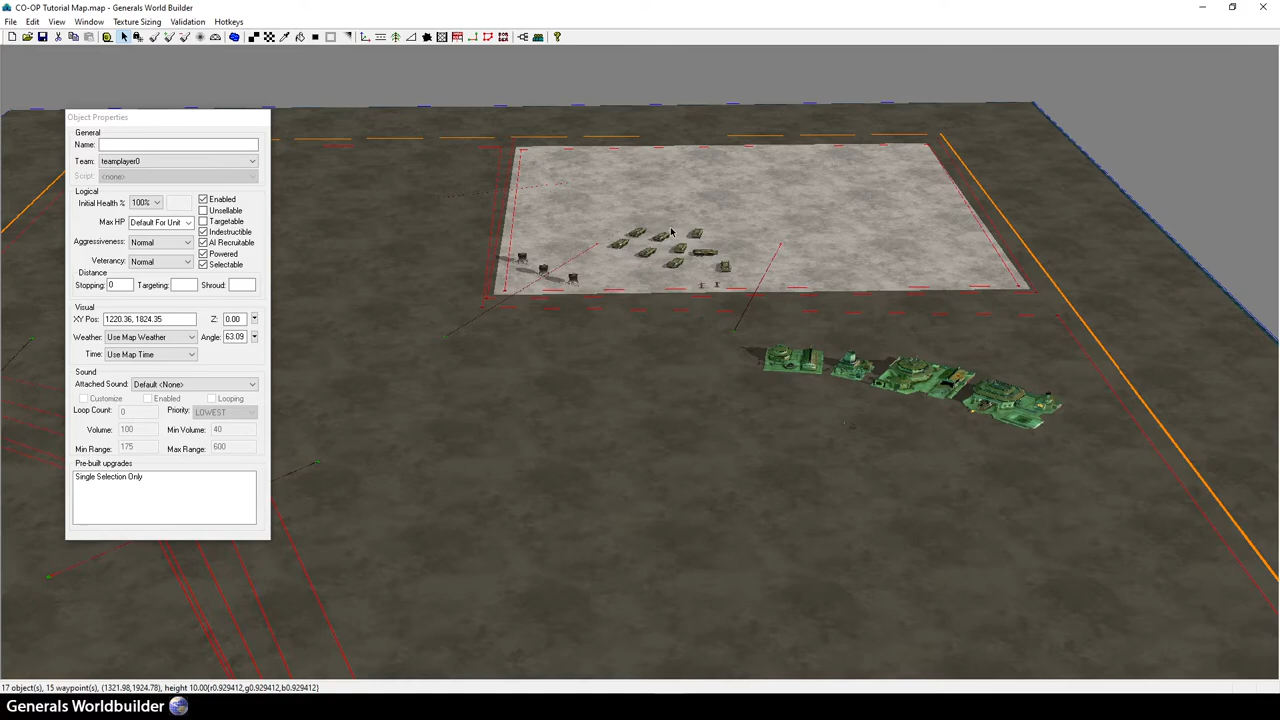 CO-OP Tutorial Map.map - Generals World Builder
File Edit View Window Texture Sizing Validation Hotkeys
Object Properties
General
Name:
Team: teamplayer0
Script: <none>
Logical
Initial Health % 100%
Max HP Default For Unit
Aggressiveness: Normal
Veterancy: Normal
Enabled
Unsellable
Targetable
Indestructible
AI Recruitable
Powered
Selectable
Distance
Stopping: 0 Targeting: Shroud:
Visual
XY Pos: 1220.36, 1824.35 Z: 0.00
Weather: Use Map Weather Angle: 63.09
Time: Use Map Time
Sound
Attached Sound: Default <None>
Customize Enabled Looping
Loop Count: 0 Priority: LOWEST
Volume: 100 Min Volume: 40
Min Range: 175 Max Range: 600
Pre-built upgrades
Single Selection Only
17 object(s), 15 waypoint(s), (1321.98,1924.78), height 10.00(r0.929412,g0.929412,b0.929412)
Generals Worldbuilder